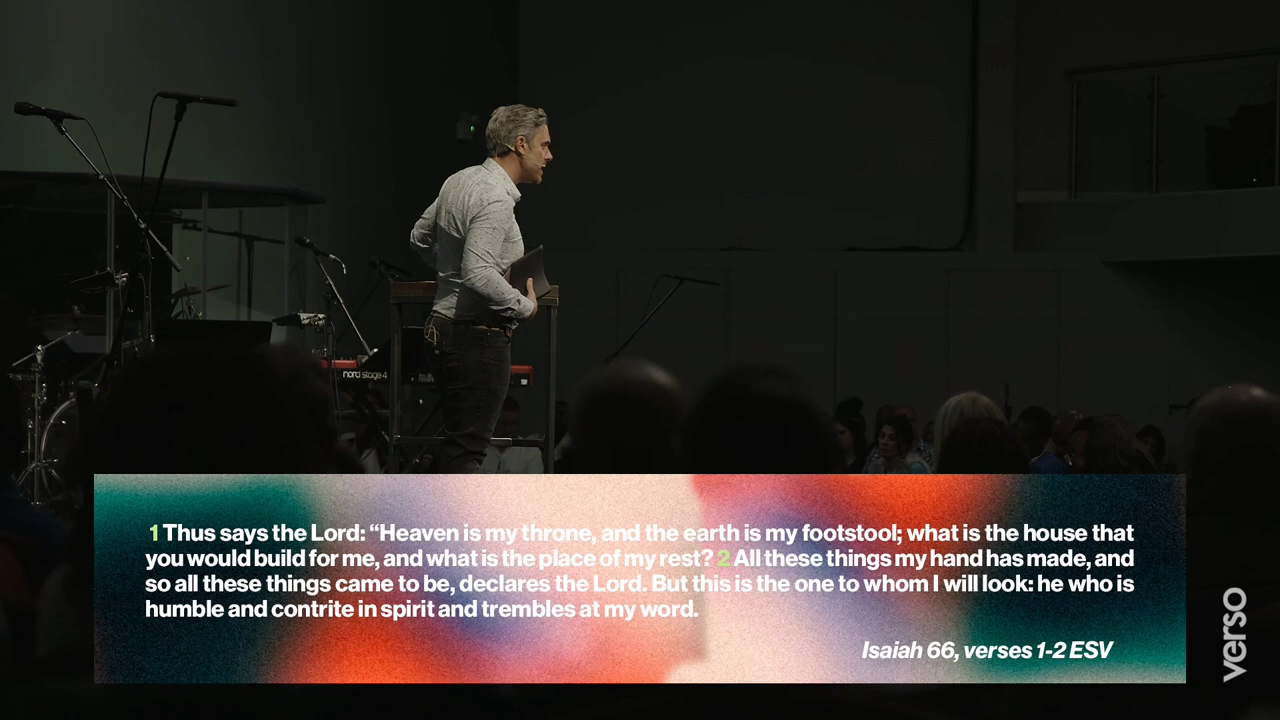 nord stage 4
1 Thus says the Lord: “Heaven is my throne, and the earth is my footstool; what is the house that
you would build for me, and what is the place of my rest? 2 All these things my hand has made, and
so all these things came to be, declares the Lord. But this is the one to whom I will look: he who is
humble and contrite in spirit and trembles at my word.
Isaiah 66, verses 1-2 ESV
verso